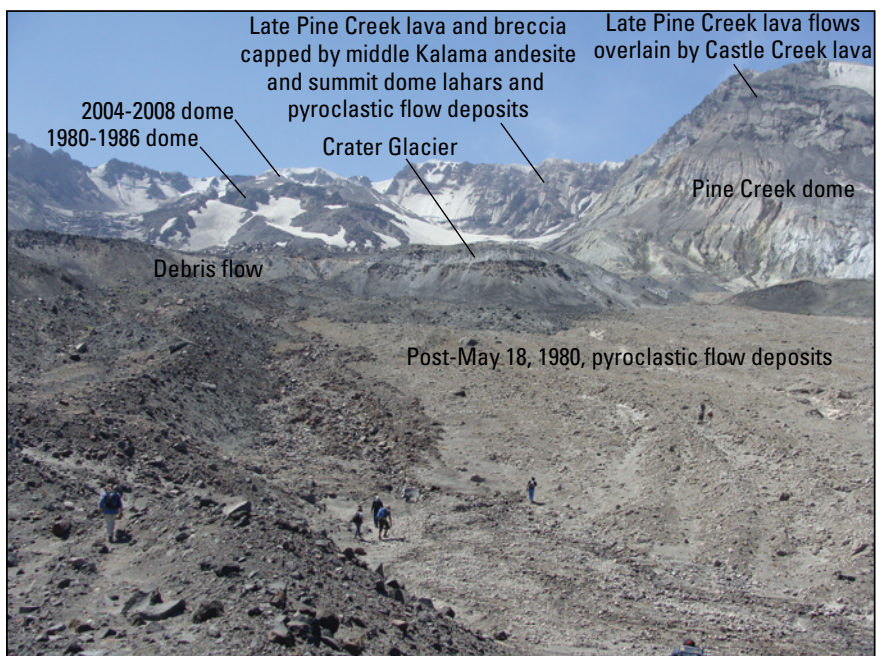 Late Pine Creek lava and breccia
capped by middle Kalama andesite
and summit dome lahars and
pyroclastic flow deposits
Late Pine Creek lava flows
overlain by Castle Creek lava
2004-2008 dome
1980-1986 dome
Crater Glacier
Pine Creek dome
Debris flow
Post-May 18, 1980, pyroclastic flow deposits